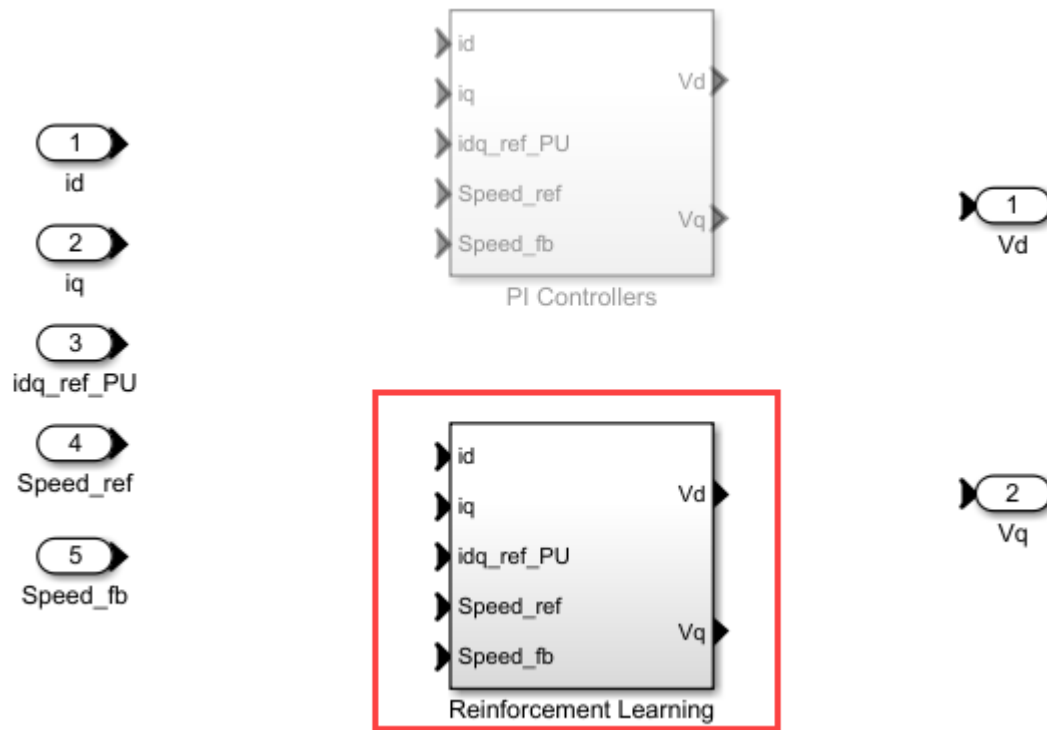 1
id
2
iq
3
idq_ref_PU
4
Speed_ref
5
Speed_fb
id
iq
idq_ref_PU
Speed_ref
Speed_fb
Vd
Vq
PI Controllers
id
iq
idq_ref_PU
Speed_ref
Speed_fb
Vd
Vq
Reinforcement Learning
1
Vd
2
Vq